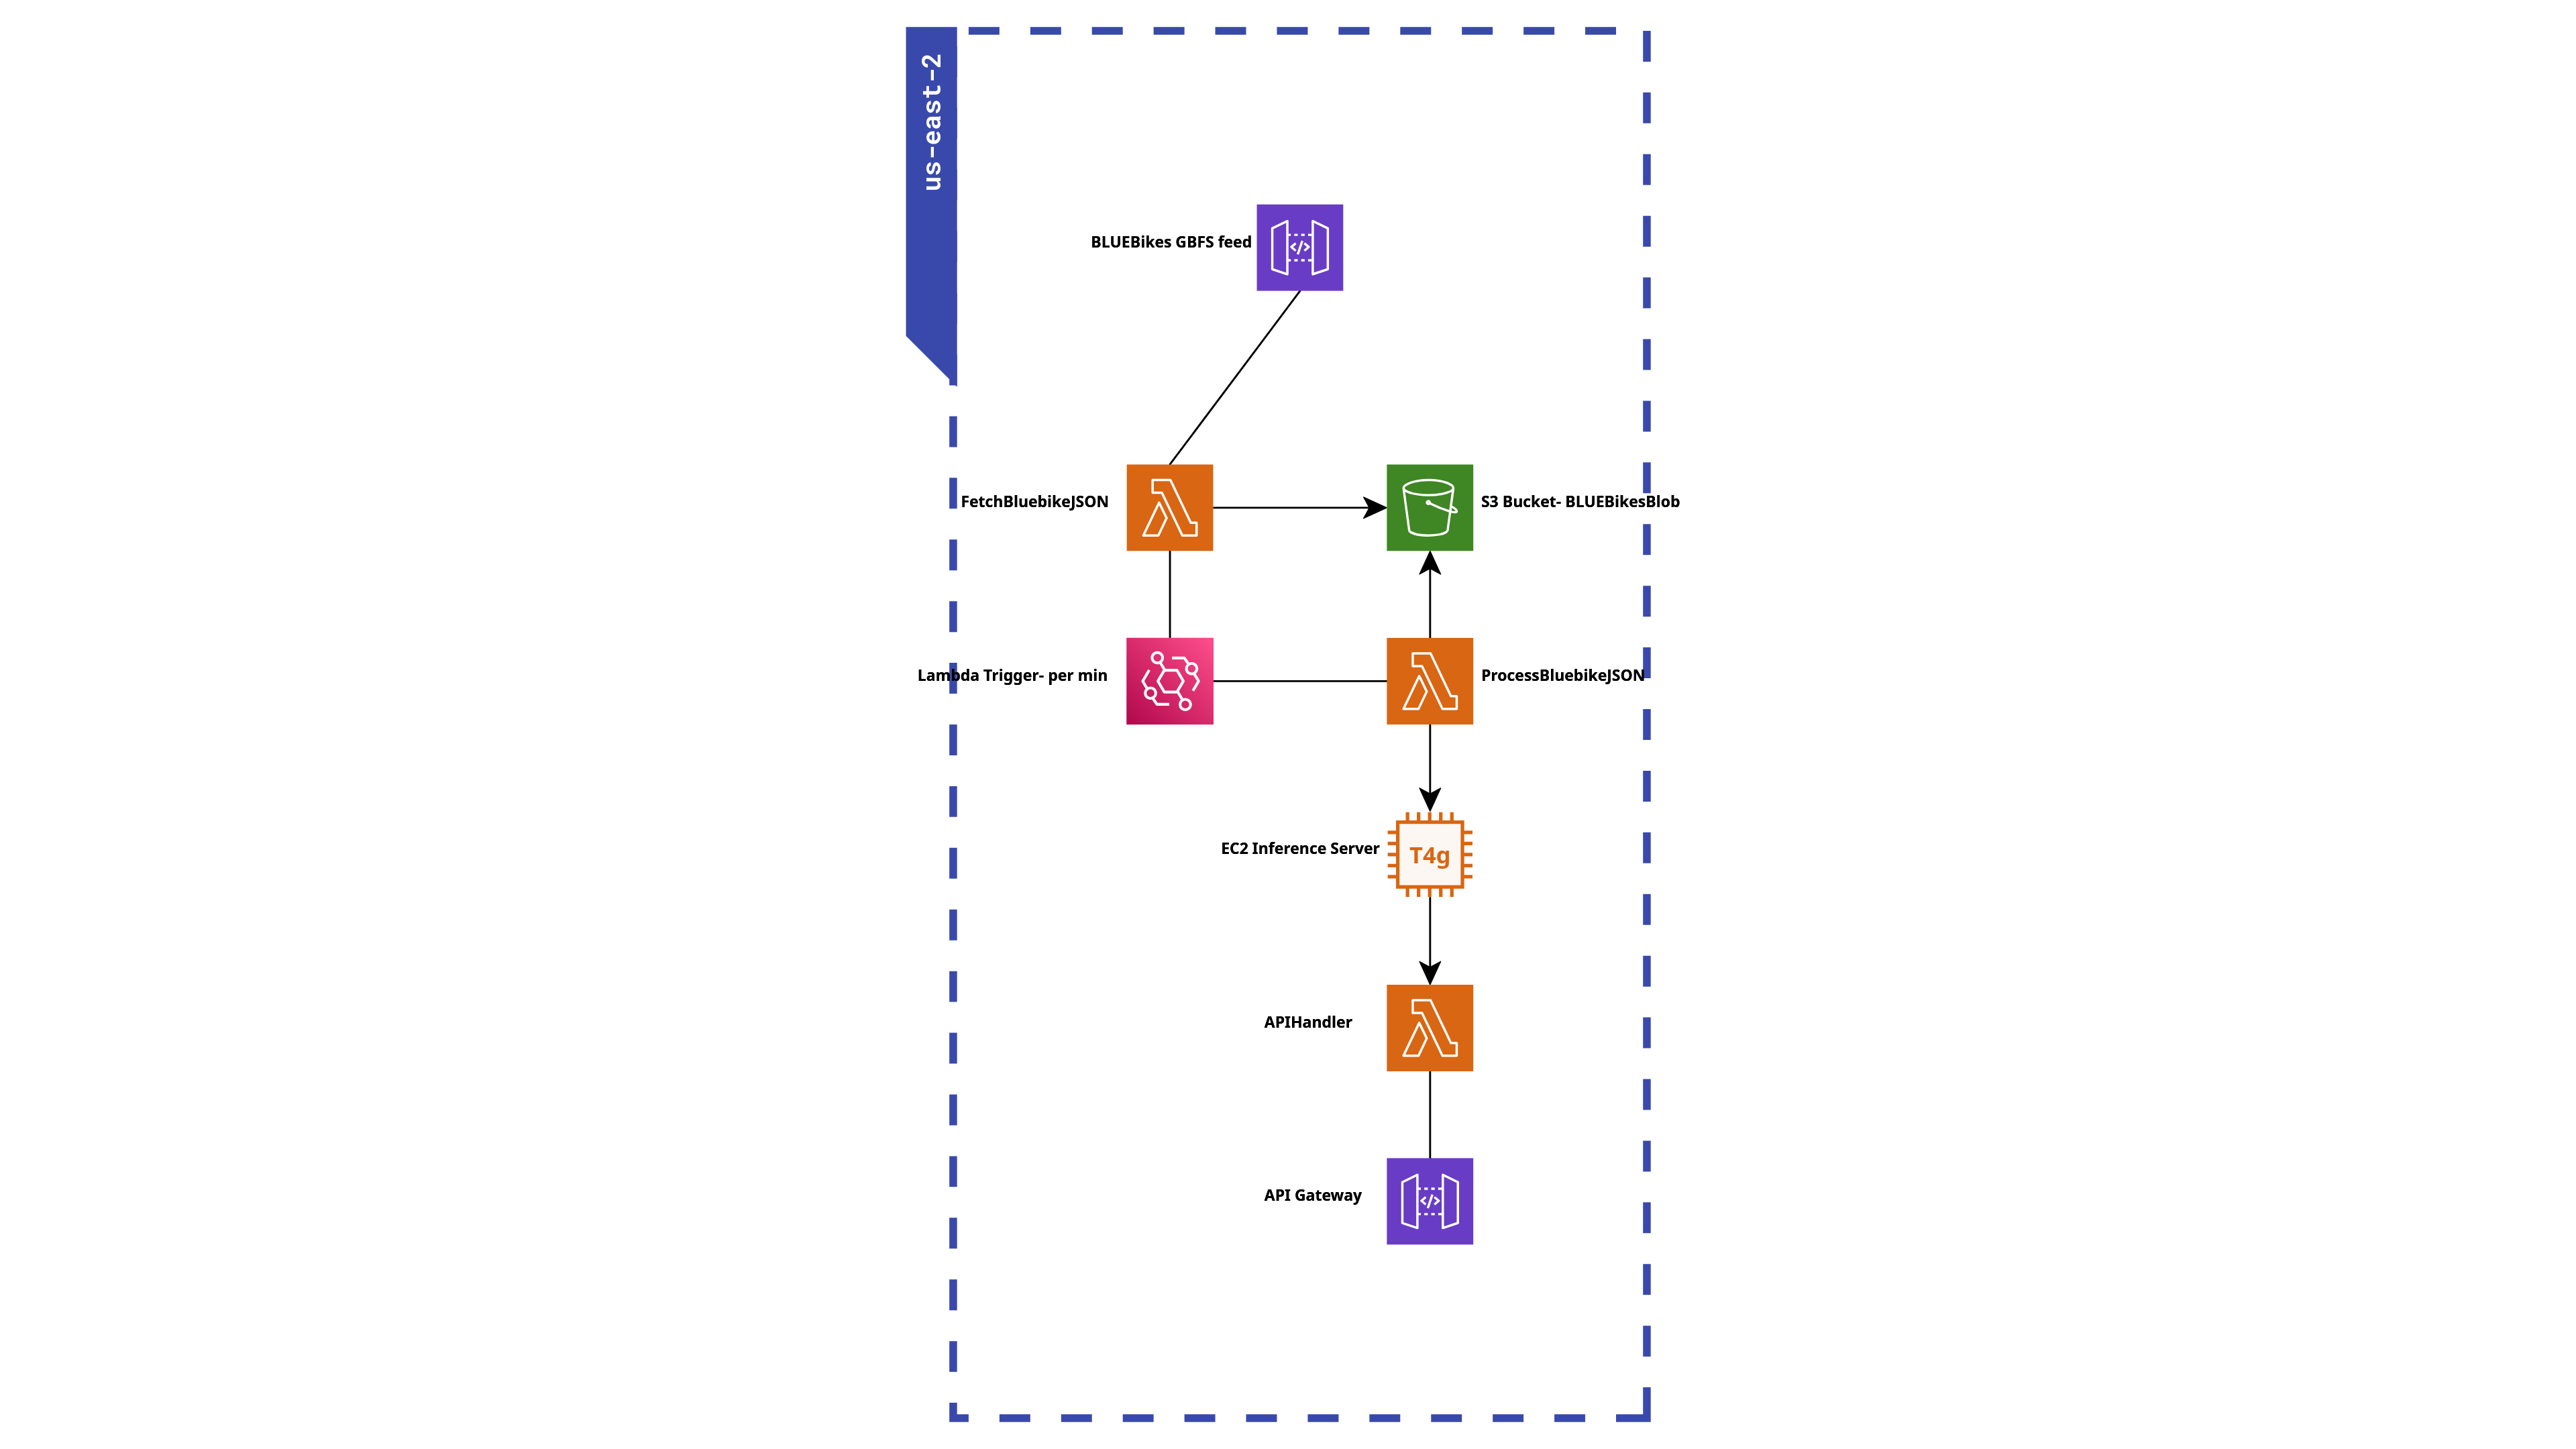 us-east-2
BLUEBikes GBFS feed
</>
FetchBluebikeJSON
S3 Bucket- BLUEBikesBlob
Lambda Trigger- per min
ProcessBluebikeJSON
EC2 Inference Server
T4g
APIHandler
API Gateway
</>